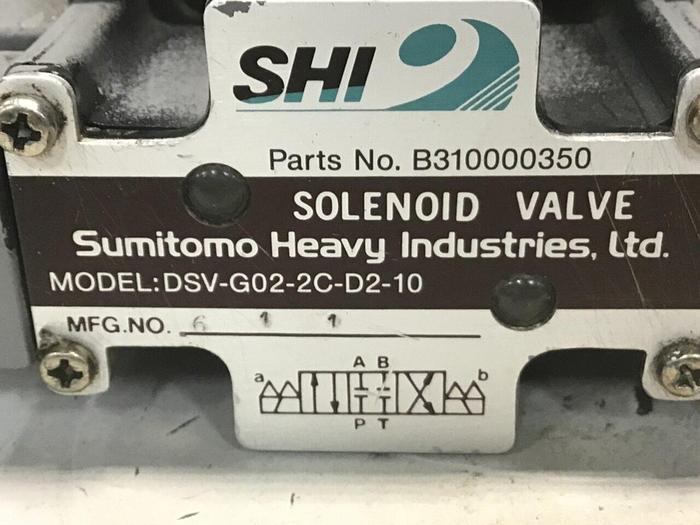 SHI
Parts No. B310000350
SOLENOID VALVE
Sumitomo Heavy Industries, Ltd.
MODEL:DSV-G02-2C-D2-10
MFG.NO. 6 1 1
A B
a b
P T